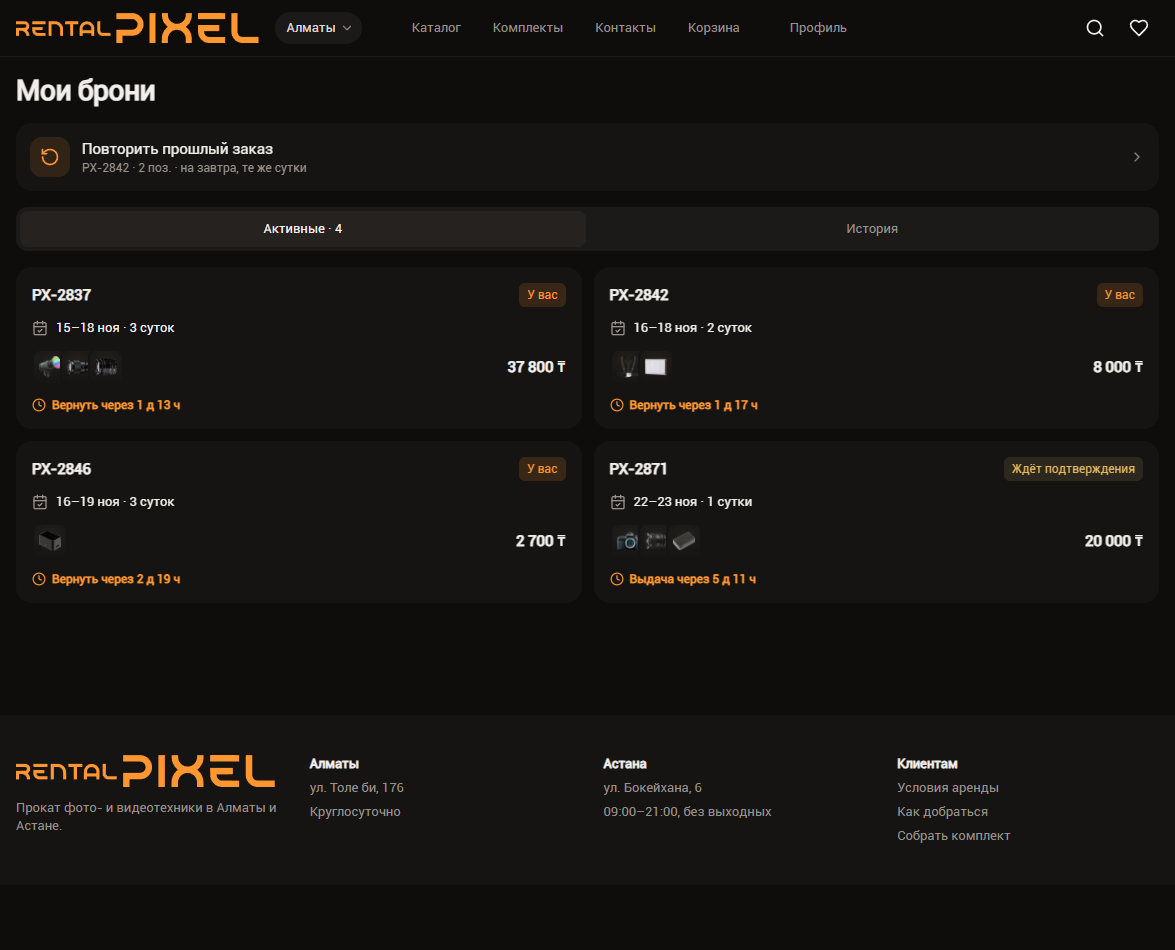 RENTAL PIXEL
Алматы
Каталог
Комплекты
Контакты
Корзина
Профиль
Мои брони
Повторить прошлый заказ
PX-2842 · 2 поз. · на завтра, те же сутки
Активные · 4
История
PX-2837
У вас
15–18 ноя · 3 суток
37 800 ₸
Вернуть через 1 д 13 ч
PX-2842
У вас
16–18 ноя · 2 суток
8 000 ₸
Вернуть через 1 д 17 ч
PX-2846
У вас
16–19 ноя · 3 суток
2 700 ₸
Вернуть через 2 д 19 ч
PX-2871
Ждёт подтверждения
22–23 ноя · 1 сутки
20 000 ₸
Выдача через 5 д 11 ч
RENTAL PIXEL
Прокат фото- и видеотехники в Алматы и
Астане.
Алматы
ул. Толе би, 176
Круглосуточно
Астана
ул. Бокейхана, 6
09:00–21:00, без выходных
Клиентам
Условия аренды
Как добраться
Собрать комплект